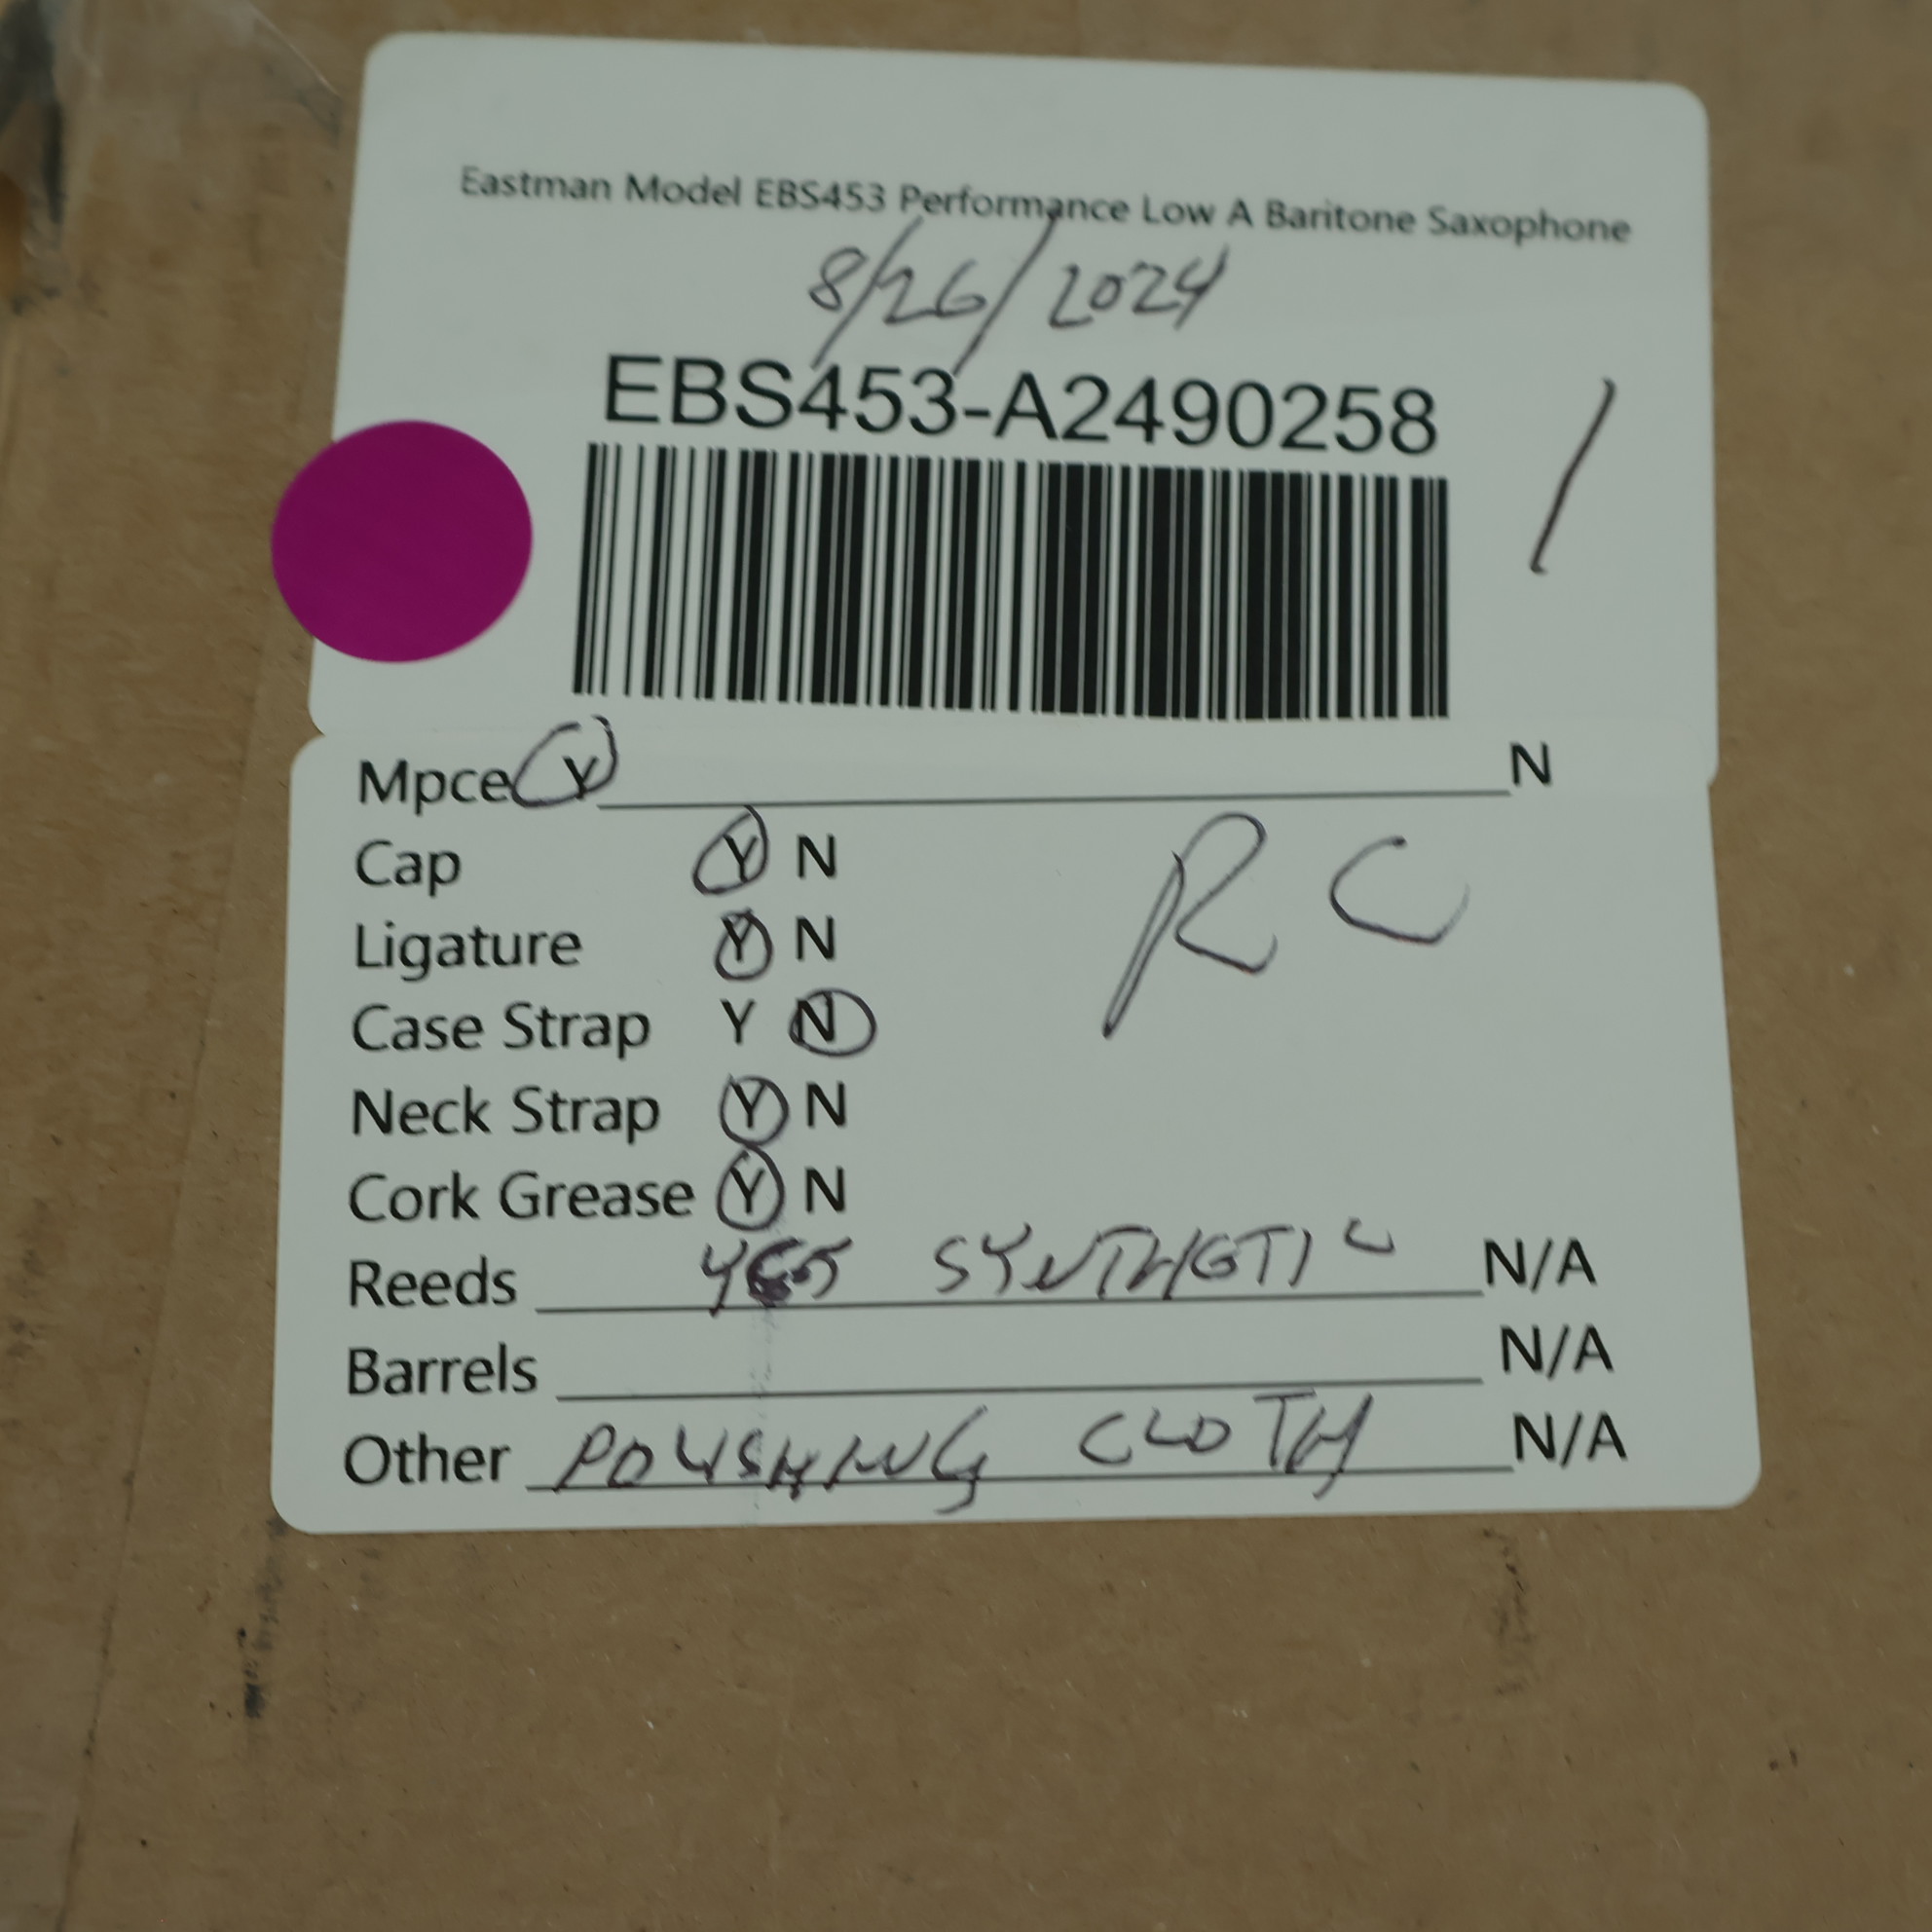 Eastman Model EBS453 Performance Low A Baritone Saxophone
8/26/2024
EBS453-A2490258
/
Mpce Y N
Cap Y N
RC
Ligature Y N
Case Strap Y N
Neck Strap Y N
Cork Grease Y N
Reeds YES SYNTHETIC N/A
Barrels N/A
Other POLISHING CLOTH N/A